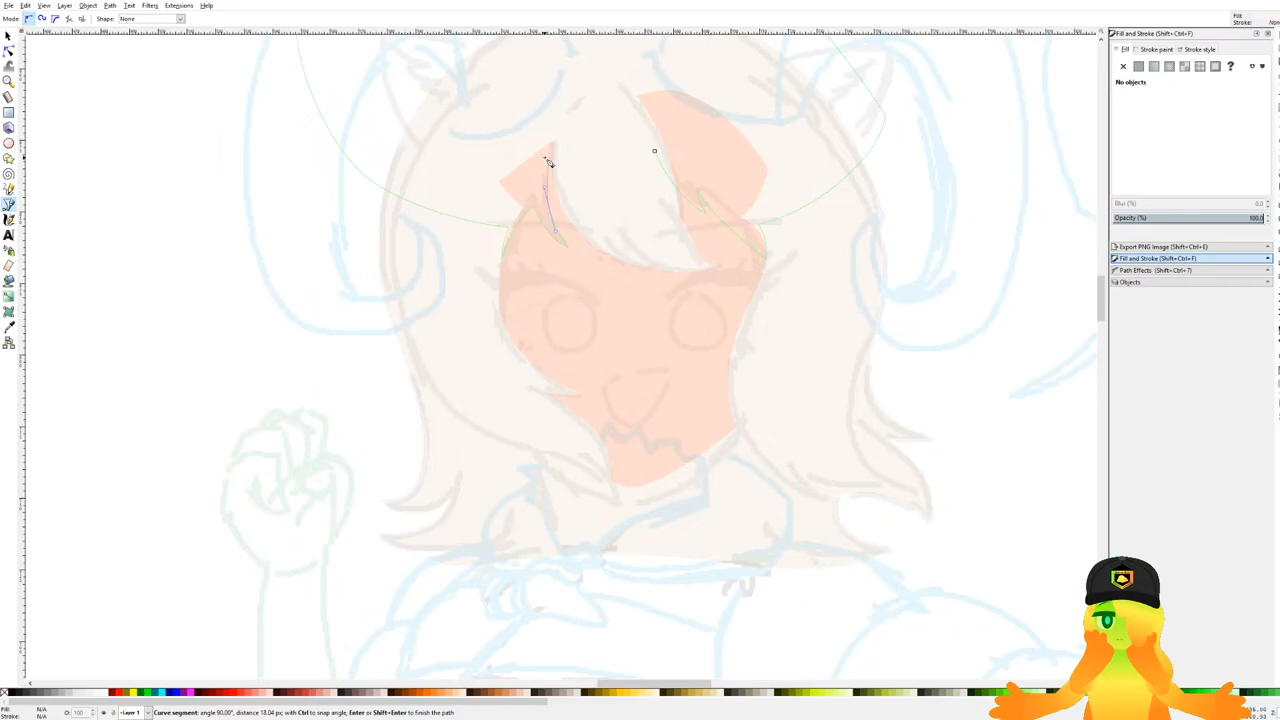 File Edit View Layer Object Path Text Filters Extensions Help
Mode: Shape: None
Fill:
Stroke:
Fill and Stroke (Shift+Ctrl+F)
Fill Stroke paint Stroke style
?
No objects
Blur (%) 0.0
Opacity (%) 100.0
Export PNG Image (Shift+Ctrl+E)
Fill and Stroke (Shift+Ctrl+F)
Path Effects (Shift+Ctrl+7)
Objects
Fill: N/A
Stroke: N/A
O: 100
Layer 1
Curve segment: angle 90.00°, distance 18.04 px; with Ctrl to snap angle, Enter or Shift+Enter to finish the path